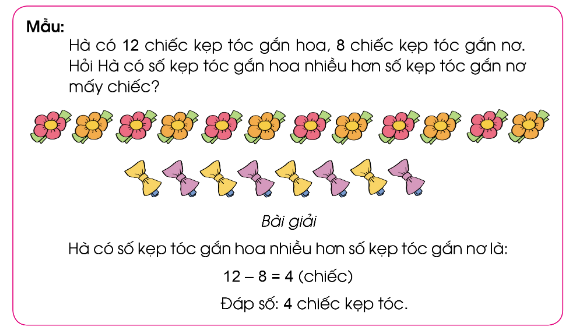 Mẫu:
Hà có 12 chiếc kẹp tóc gắn hoa, 8 chiếc kẹp tóc gắn nơ.
Hỏi Hà có số kẹp tóc gắn hoa nhiều hơn số kẹp tóc gắn nơ
mấy chiếc?
Bài giải
Hà có số kẹp tóc gắn hoa nhiều hơn số kẹp tóc gắn nơ là:
12 – 8 = 4 (chiếc)
Đáp số: 4 chiếc kẹp tóc.